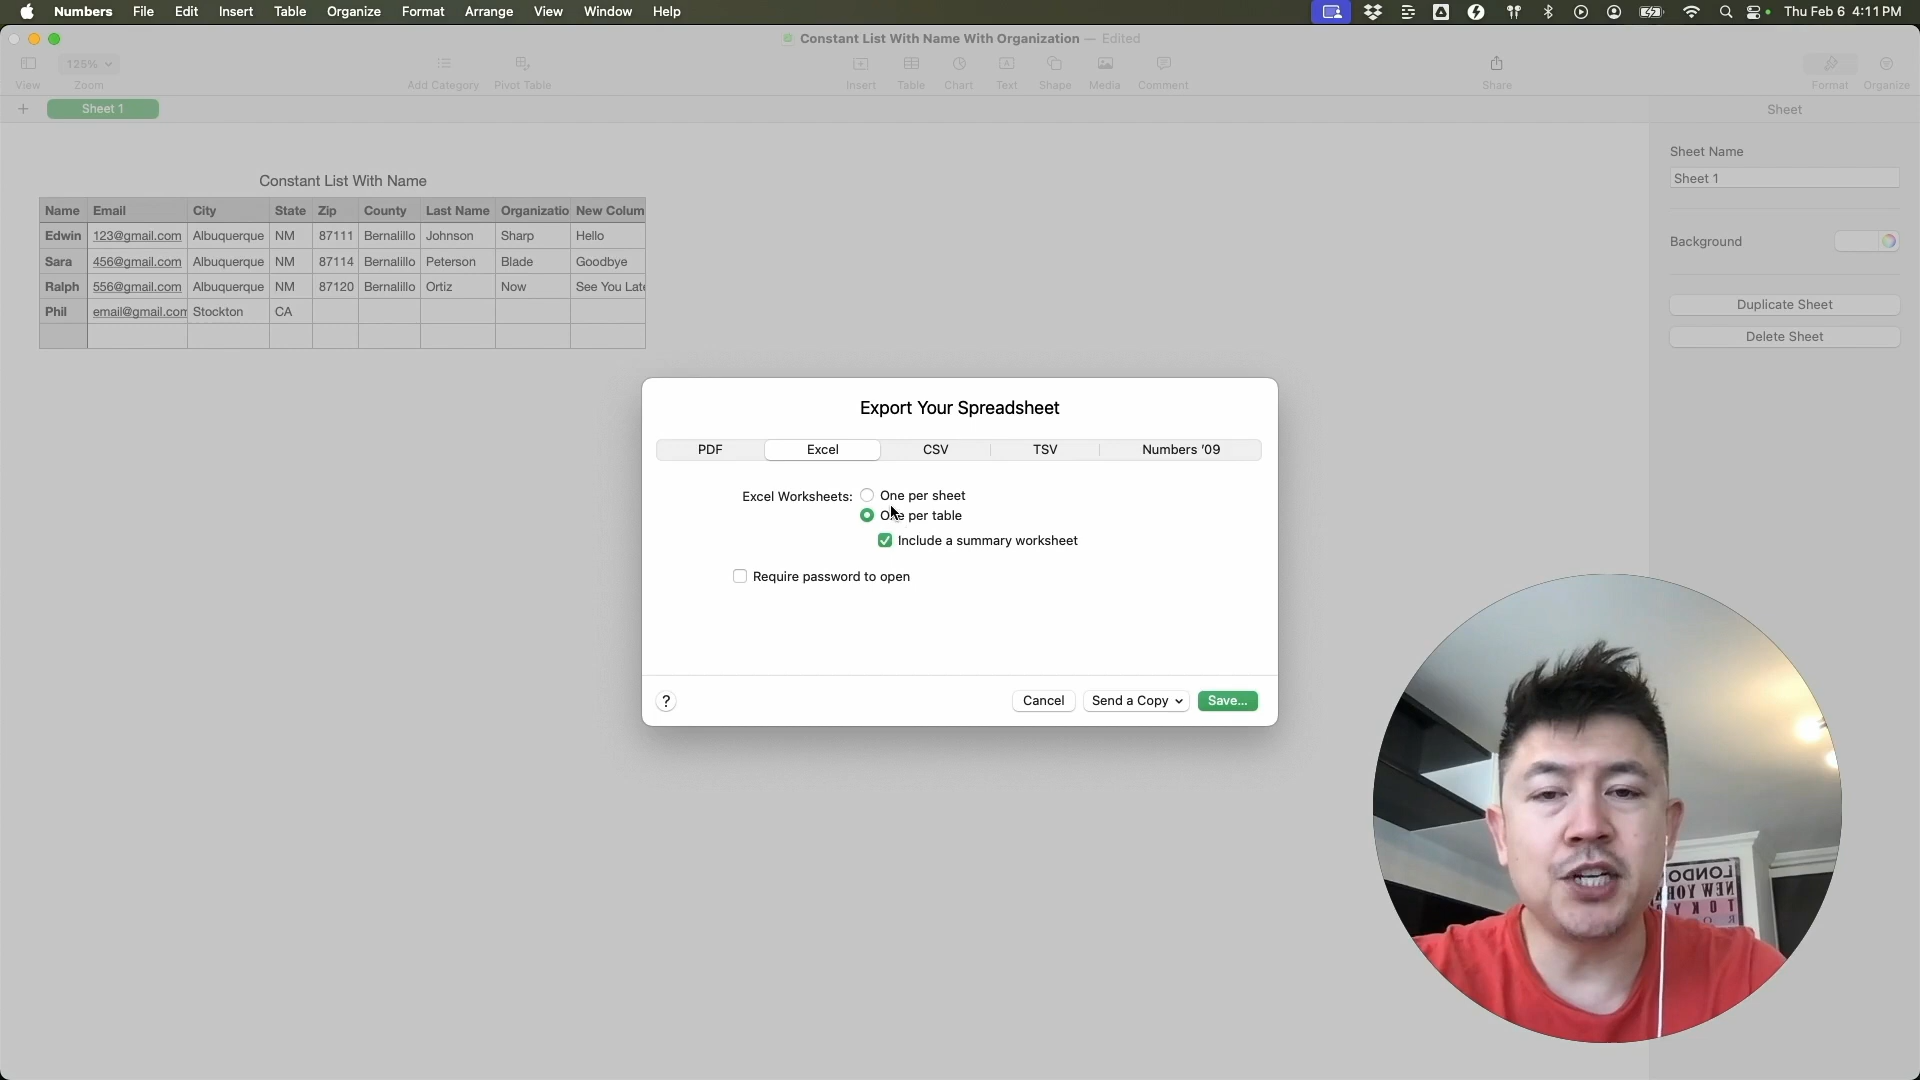 Numbers File Edit Insert Table Organize Format Arrange View Window Help Thu Feb 6 4:11 PM
Constant List With Name With Organization — Edited
125%
View Zoom Add Category Pivot Table Insert Table Chart Text Shape Media Comment Share Format Organize
+ Sheet 1 Sheet
Sheet Name
Sheet 1
Background
Duplicate Sheet
Delete Sheet
Constant List With Name
Name Email City State Zip County Last Name Organizatio New Colum
Edwin 123@gmail.com Albuquerque NM 87111 Bernalillo Johnson Sharp Hello
Sara 456@gmail.com Albuquerque NM 87114 Bernalillo Peterson Blade Goodbye
Ralph 556@gmail.com Albuquerque NM 87120 Bernalillo Ortiz Now See You Late
Phil email@gmail.com Stockton CA
Export Your Spreadsheet
PDF Excel CSV TSV Numbers '09
Excel Worksheets: One per sheet
One per table
Include a summary worksheet
Require password to open
? Cancel Send a Copy Save...
LONDON
NEW YORK
TOKY